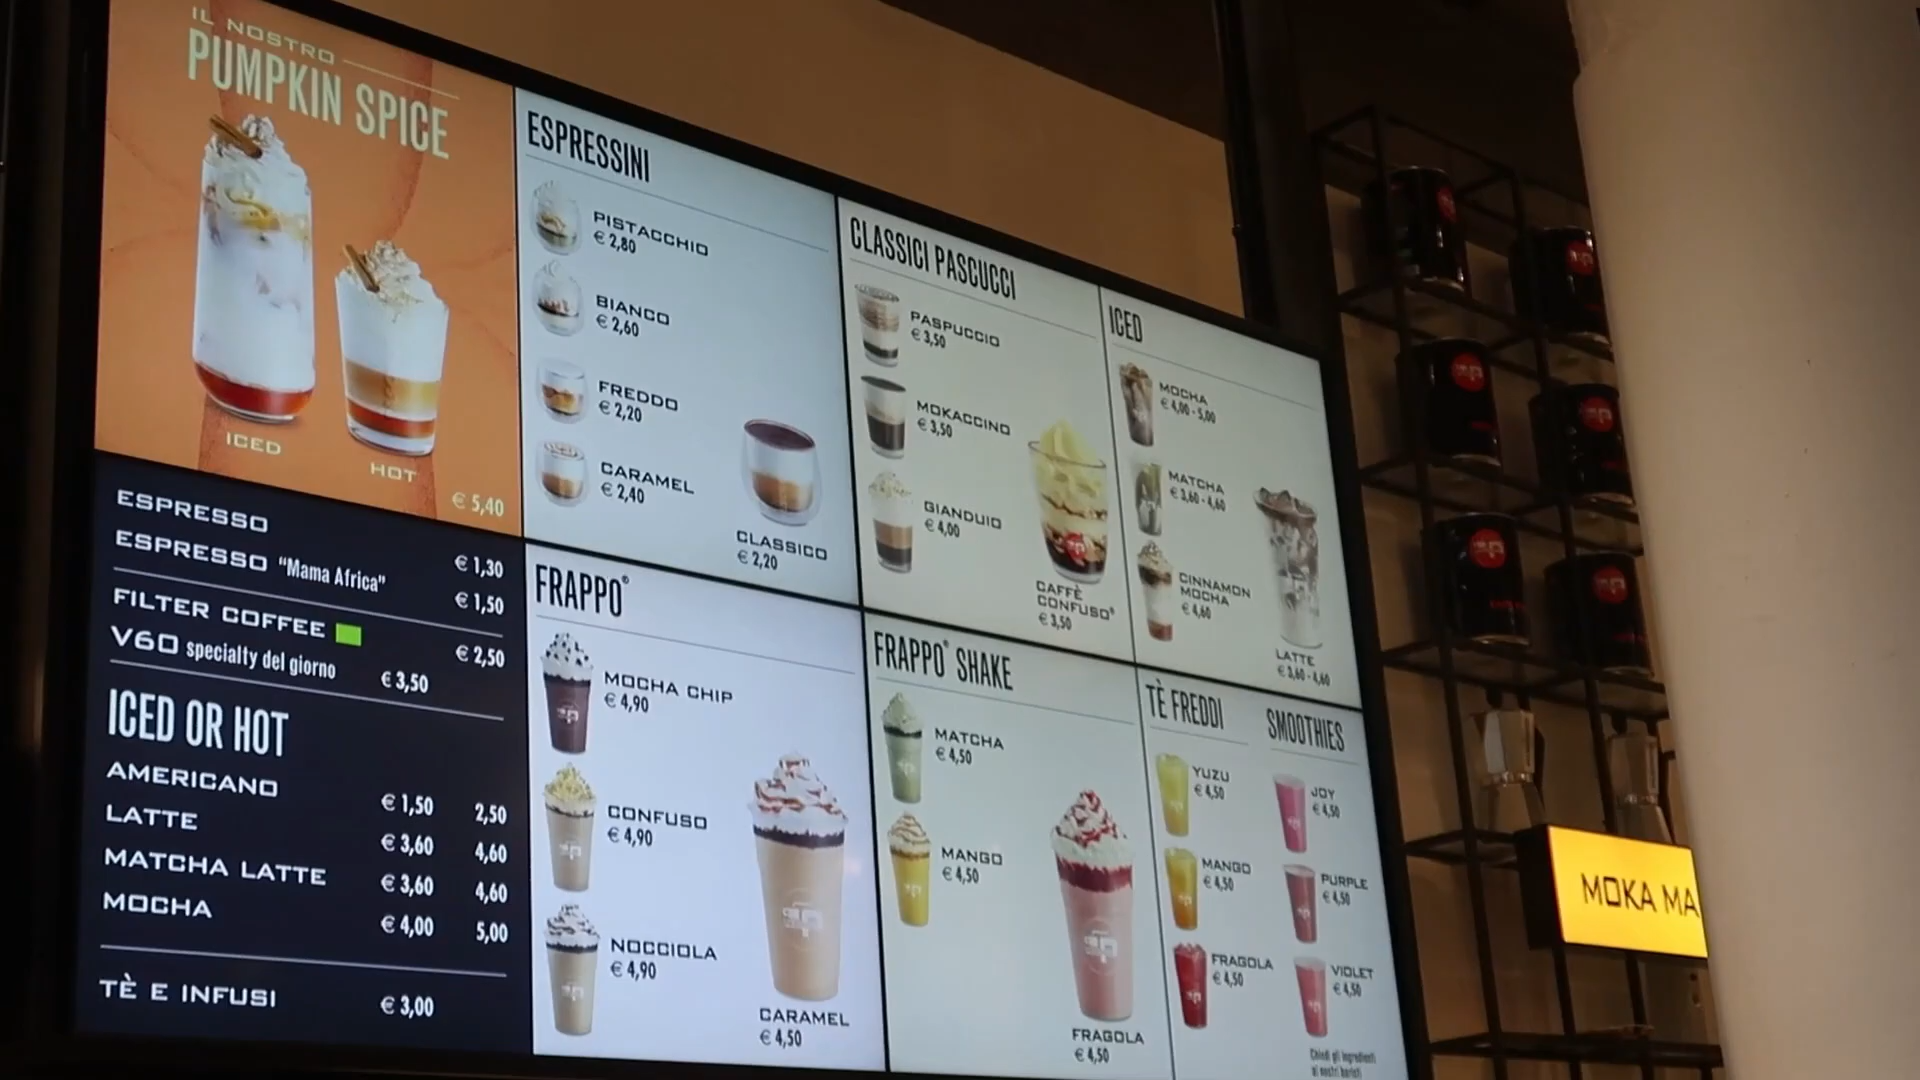 IL NOSTRO
PUMPKIN SPICE
ICED
HOT
€ 5,40
ESPRESSO € 1,30
ESPRESSO "Mama Africa" € 1,50
FILTER COFFEE € 2,50
V60 specialty del giorno € 3,50
ICED OR HOT
AMERICANO € 1,50 2,50
LATTE € 3,60 4,60
MATCHA LATTE € 3,60 4,60
MOCHA € 4,00 5,00
TÈ E INFUSI € 3,00
ESPRESSINI
PISTACCHIO
€ 2,80
BIANCO
€ 2,60
FREDDO
€ 2,20
CARAMEL
€ 2,40
CLASSICO
€ 2,20
FRAPPO®
MOCHA CHIP
€ 4,90
CONFUSO
€ 4,90
NOCCIOLA
€ 4,90
CARAMEL
€ 4,50
CLASSICI PASCUCCI
PASPUCCIO
€ 3,50
MOKACCINO
€ 3,50
GIANDUIO
€ 4,00
CAFFÈ
CONFUSO®
€ 3,50
ICED
MOCHA
€ 4,00 - 5,00
MATCHA
€ 3,60 - 4,60
CINNAMON
MOCHA
€ 4,60
LATTE
€ 3,60 - 4,60
FRAPPO® SHAKE
MATCHA
€ 4,50
MANGO
€ 4,50
FRAGOLA
€ 4,50
TÈ FREDDI
YUZU
€ 4,50
MANGO
€ 4,50
FRAGOLA
€ 4,50
SMOOTHIES
JOY
€ 4,50
PURPLE
€ 4,50
VIOLET
€ 4,50
Chiedi gli ingredienti
ai nostri baristi
MOKA MA